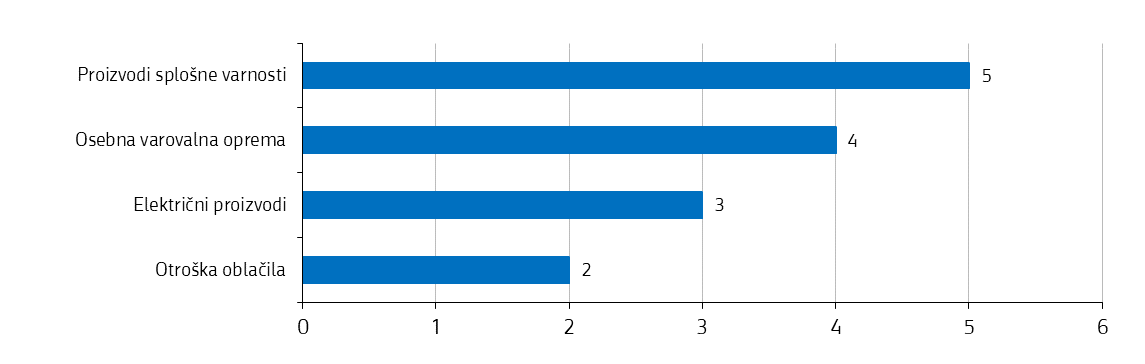 Proizvodi splošne varnosti 5
Osebna varovalna oprema 4
Električni proizvodi 3
Otroška oblačila 2
0 1 2 3 4 5 6